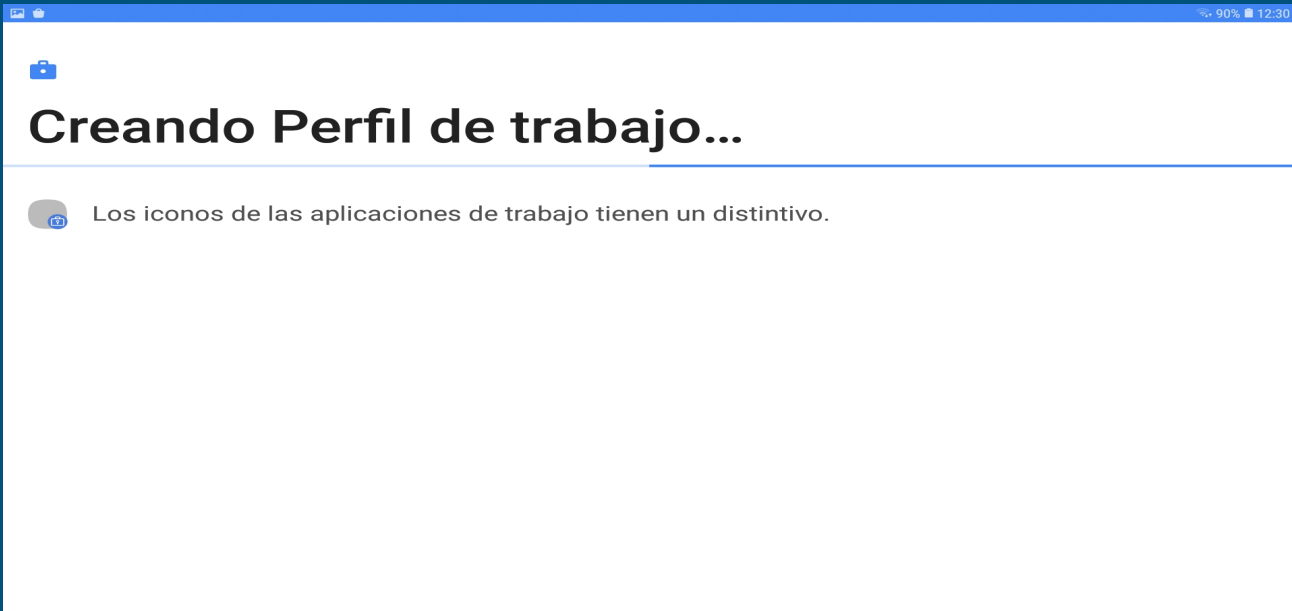 90% 12:30
Creando Perfil de trabajo...
Los iconos de las aplicaciones de trabajo tienen un distintivo.